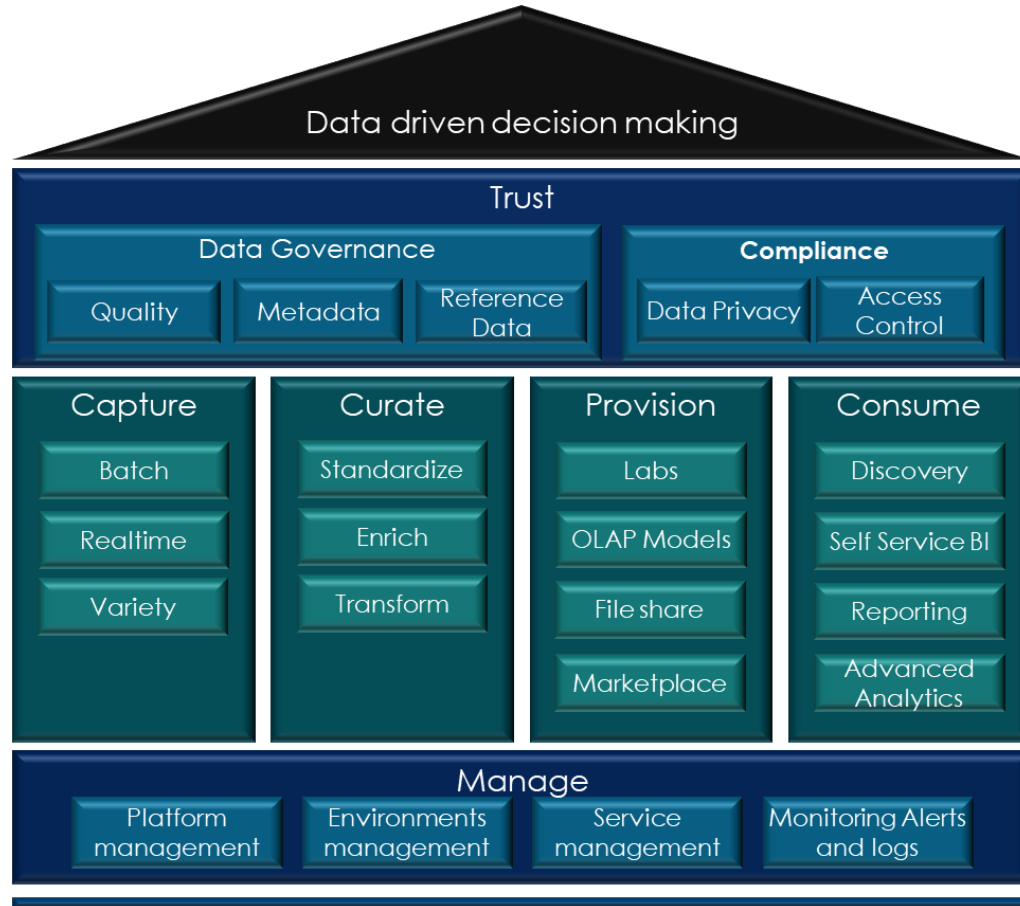 Data driven decision making
Trust
Data Governance
Quality
Metadata
Reference
Data
Compliance
Data Privacy
Access
Control
Capture
Batch
Realtime
Variety
Curate
Standardize
Enrich
Transform
Provision
Labs
OLAP Models
File share
Marketplace
Consume
Discovery
Self Service BI
Reporting
Advanced
Analytics
Manage
Platform
management
Environments
management
Service
management
Monitoring Alerts
and logs